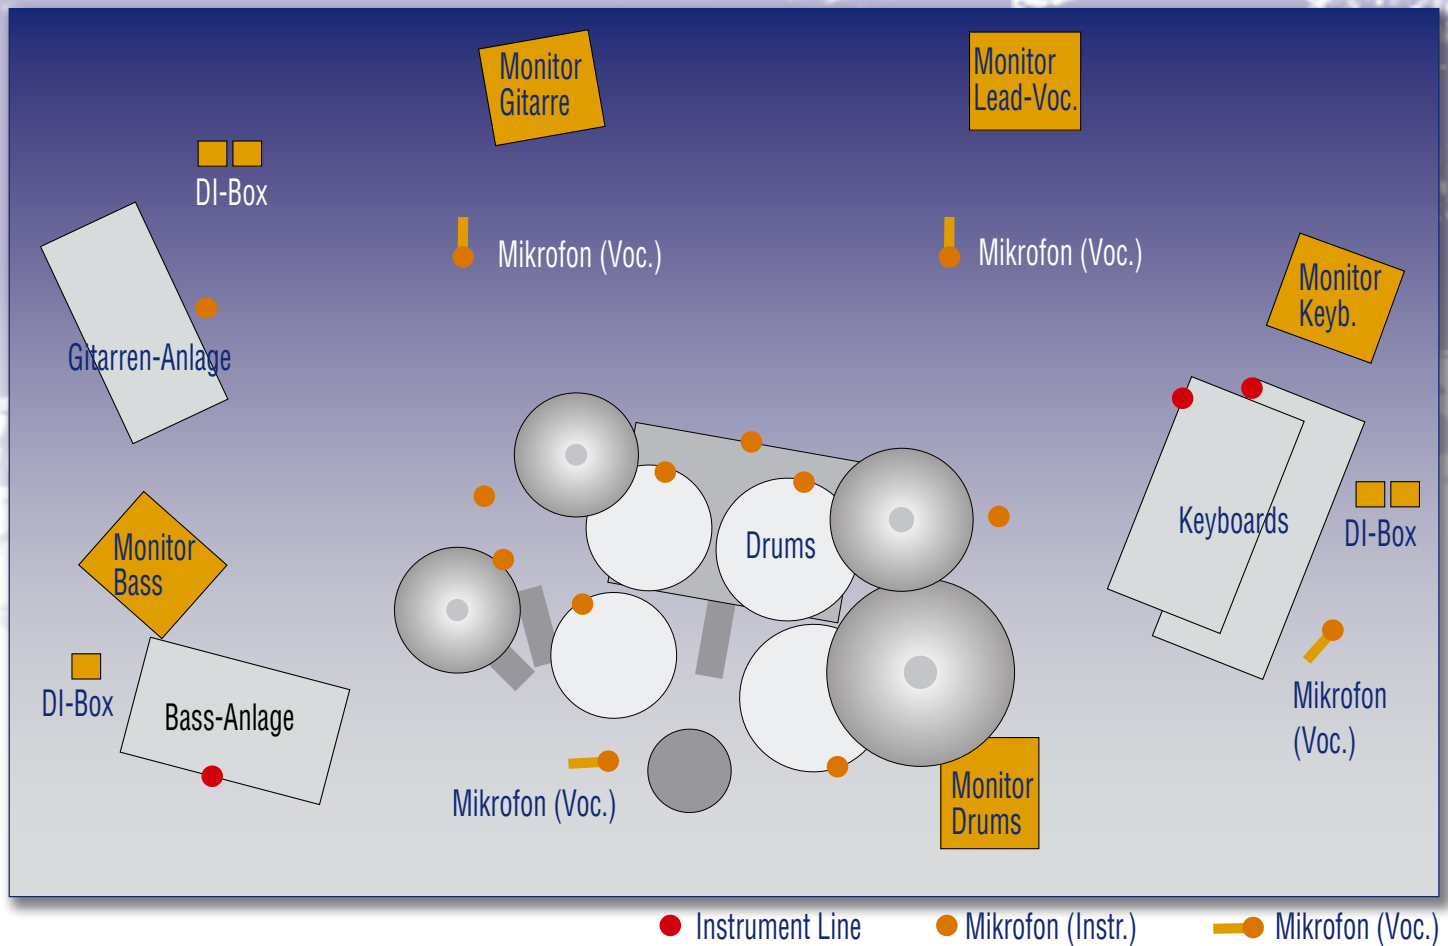 Monitor
Gitarre
Monitor
Lead-Voc.
DI-Box
Mikrofon (Voc.)
Mikrofon (Voc.)
Monitor
Keyb.
Gitarren-Anlage
Drums
Keyboards
DI-Box
Monitor
Bass
DI-Box
Bass-Anlage
Mikrofon
(Voc.)
Mikrofon (Voc.)
Monitor
Drums
Instrument Line
Mikrofon (Instr.)
Mikrofon (Voc.)